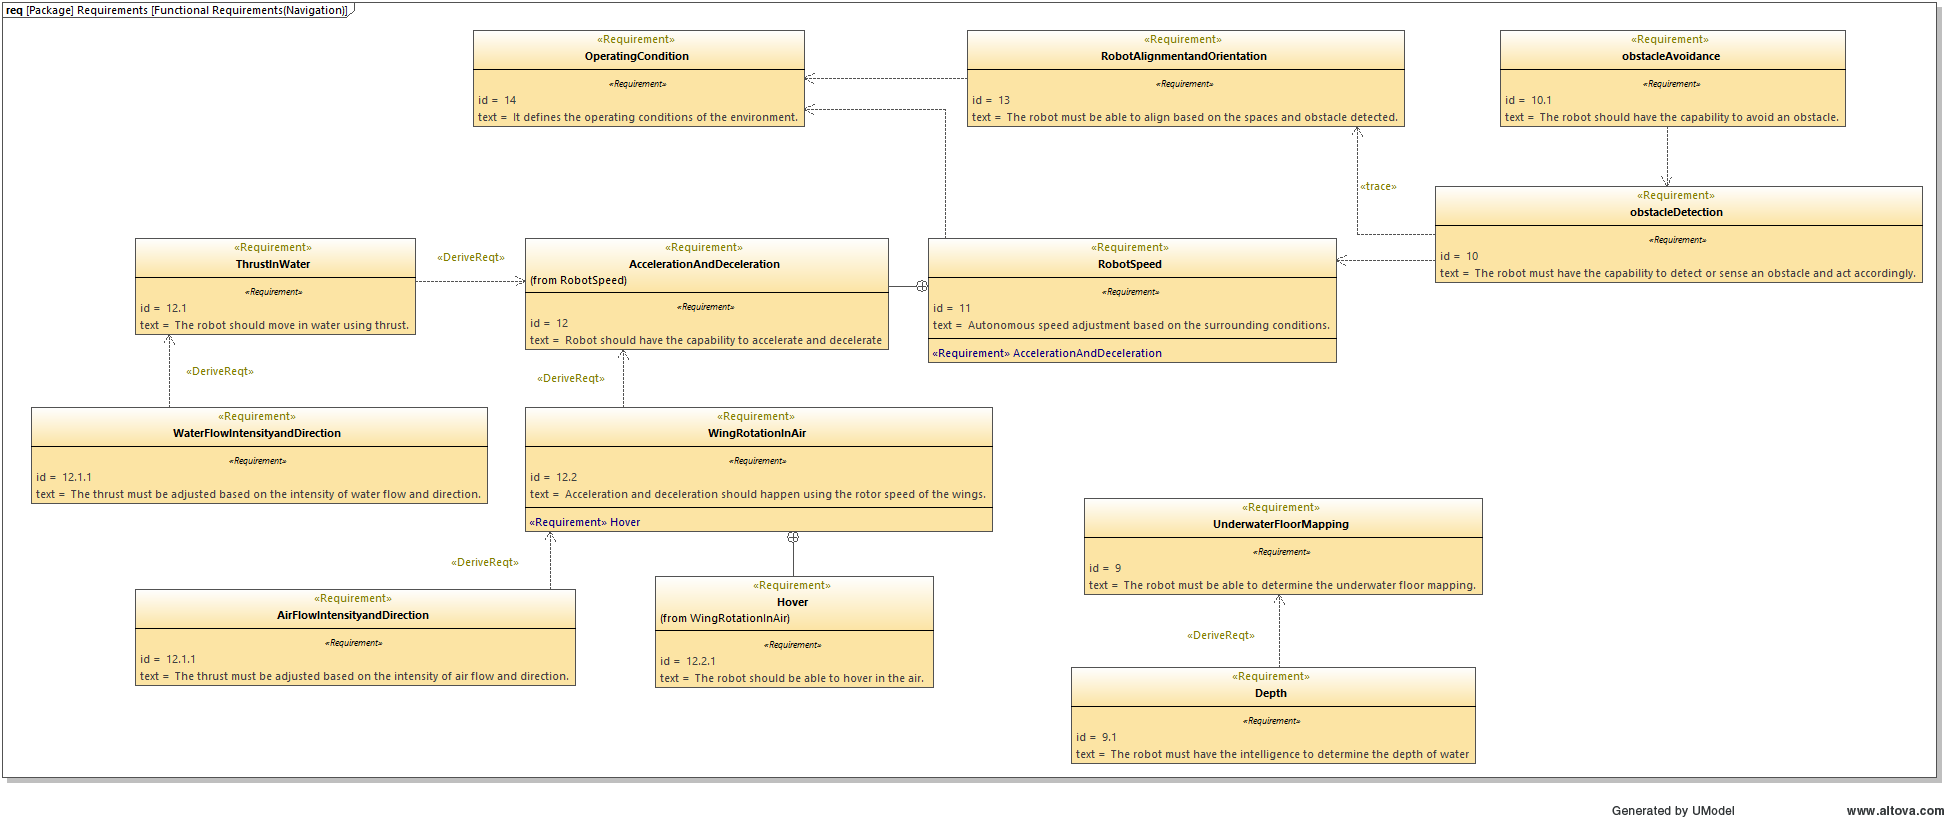 req [Package] Requirements [Functional Requirements(Navigation)]
«Requirement»
OperatingCondition
«Requirement»
id = 14
text = It defines the operating conditions of the environment.
«Requirement»
RobotAlignmentandOrientation
«Requirement»
id = 13
text = The robot must be able to align based on the spaces and obstacle detected.
«Requirement»
obstacleAvoidance
«Requirement»
id = 10.1
text = The robot should have the capability to avoid an obstacle.
«trace»
«Requirement»
obstacleDetection
«Requirement»
id = 10
text = The robot must have the capability to detect or sense an obstacle and act accordingly.
«Requirement»
ThrustInWater
«Requirement»
id = 12.1
text = The robot should move in water using thrust.
«DeriveReqt»
«Requirement»
AccelerationAndDeceleration
(from RobotSpeed)
«Requirement»
id = 12
text = Robot should have the capability to accelerate and decelerate
«Requirement»
RobotSpeed
«Requirement»
id = 11
text = Autonomous speed adjustment based on the surrounding conditions.
«Requirement» AccelerationAndDeceleration
«DeriveReqt»
«DeriveReqt»
«Requirement»
WaterFlowIntensityandDirection
«Requirement»
id = 12.1.1
text = The thrust must be adjusted based on the intensity of water flow and direction.
«Requirement»
WingRotationInAir
«Requirement»
id = 12.2
text = Acceleration and deceleration should happen using the rotor speed of the wings.
«Requirement» Hover
«DeriveReqt»
«Requirement»
AirFlowIntensityandDirection
«Requirement»
id = 12.1.1
text = The thrust must be adjusted based on the intensity of air flow and direction.
«Requirement»
Hover
(from WingRotationInAir)
«Requirement»
id = 12.2.1
text = The robot should be able to hover in the air.
«Requirement»
UnderwaterFloorMapping
«Requirement»
id = 9
text = The robot must be able to determine the underwater floor mapping.
«DeriveReqt»
«Requirement»
Depth
«Requirement»
id = 9.1
text = The robot must have the intelligence to determine the depth of water
Generated by UModel
www.altova.com